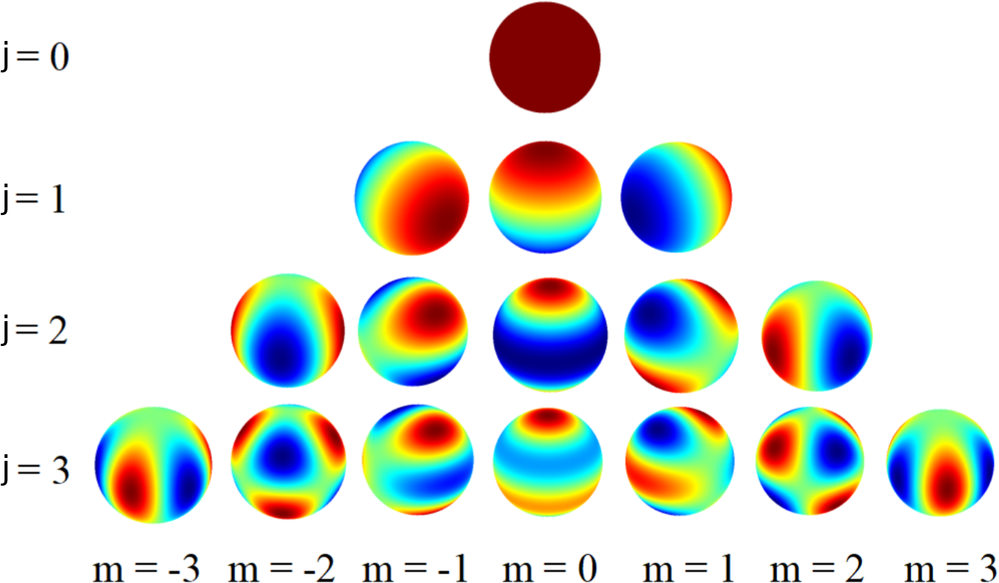 j = 0
j = 1
j = 2
j = 3
m = -3 m = -2 m = -1 m = 0 m = 1 m = 2 m = 3